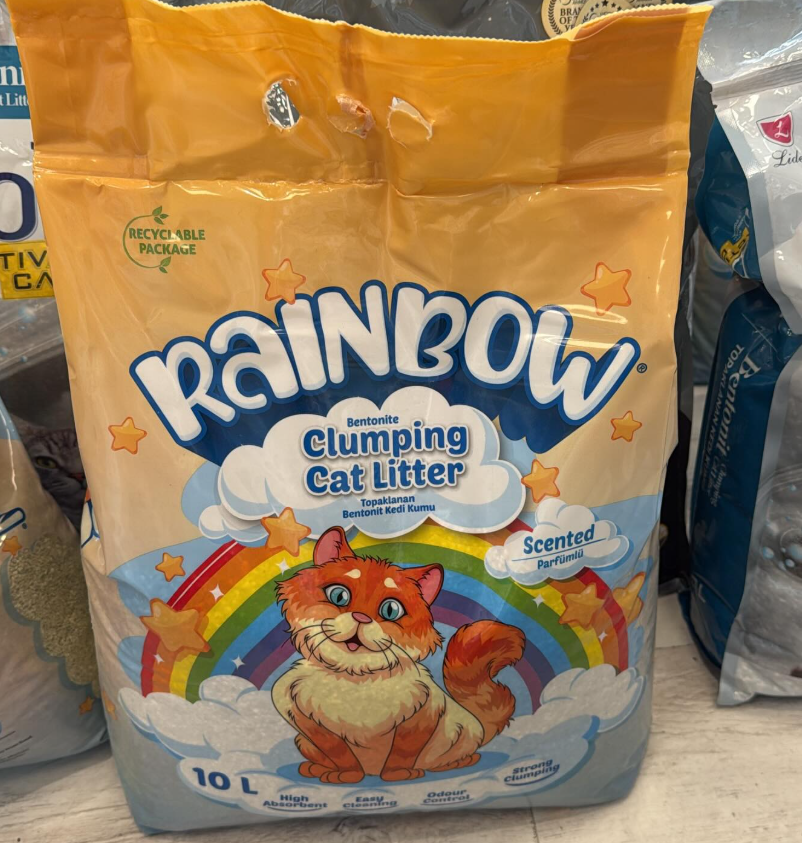 RECYCLABLE
PACKAGE
RAINBOW®
Bentonite
Clumping
Cat Litter
Topaklanan
Bentonit Kedi Kumu
Scented
Parfümlü
10 L
High
Absorbent
Easy
Cleaning
Odour
Control
Strong
Clumping
Bentonit